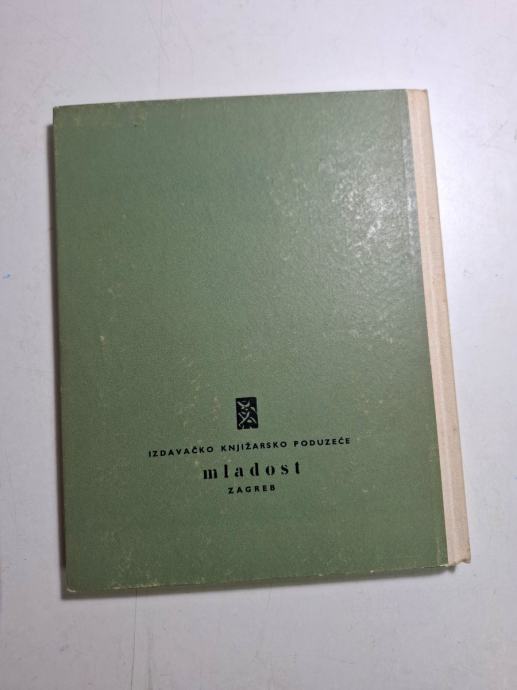 IZDAVAČKO KNJIŽARSKO PODUZEĆE
mladost
ZAGREB